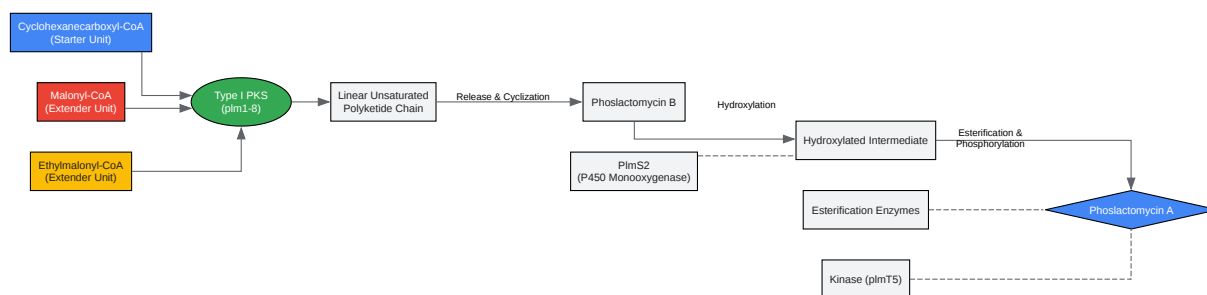 Cyclohexanecarboxyl-CoA
(Starter Unit)
Malonyl-CoA
(Extender Unit)
Ethylmalonyl-CoA
(Extender Unit)
Type I PKS
(plm1-8)
Linear Unsaturated
Polyketide Chain
Release & Cyclization
Phoslactomycin B
Hydroxylation
PlmS2
(P450 Monooxygenase)
Hydroxylated Intermediate
Esterification &
Phosphorylation
Esterification Enzymes
Kinase (plmT5)
Phoslactomycin A